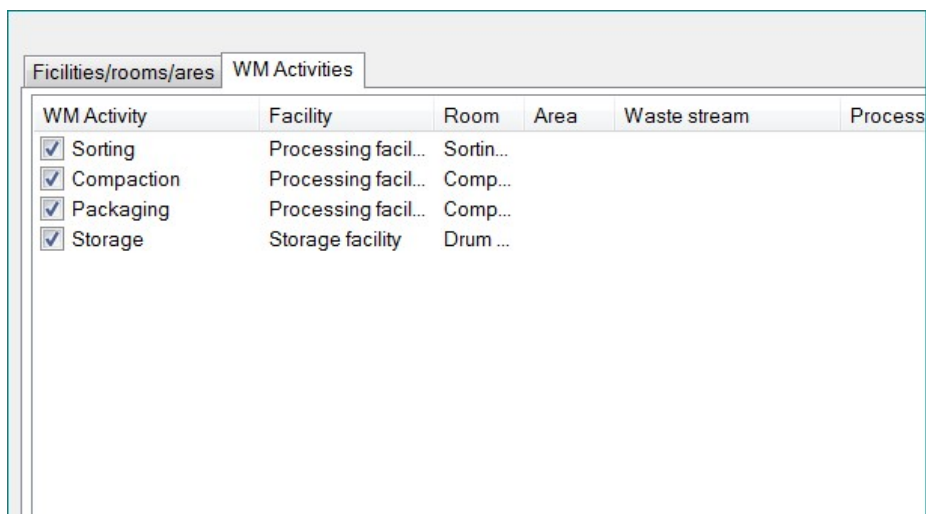 Ficilities/rooms/ares WM Activities
WM Activity Facility Room Area Waste stream Process
Sorting Processing facil... Sortin...
Compaction Processing facil... Comp...
Packaging Processing facil... Comp...
Storage Storage facility Drum ...